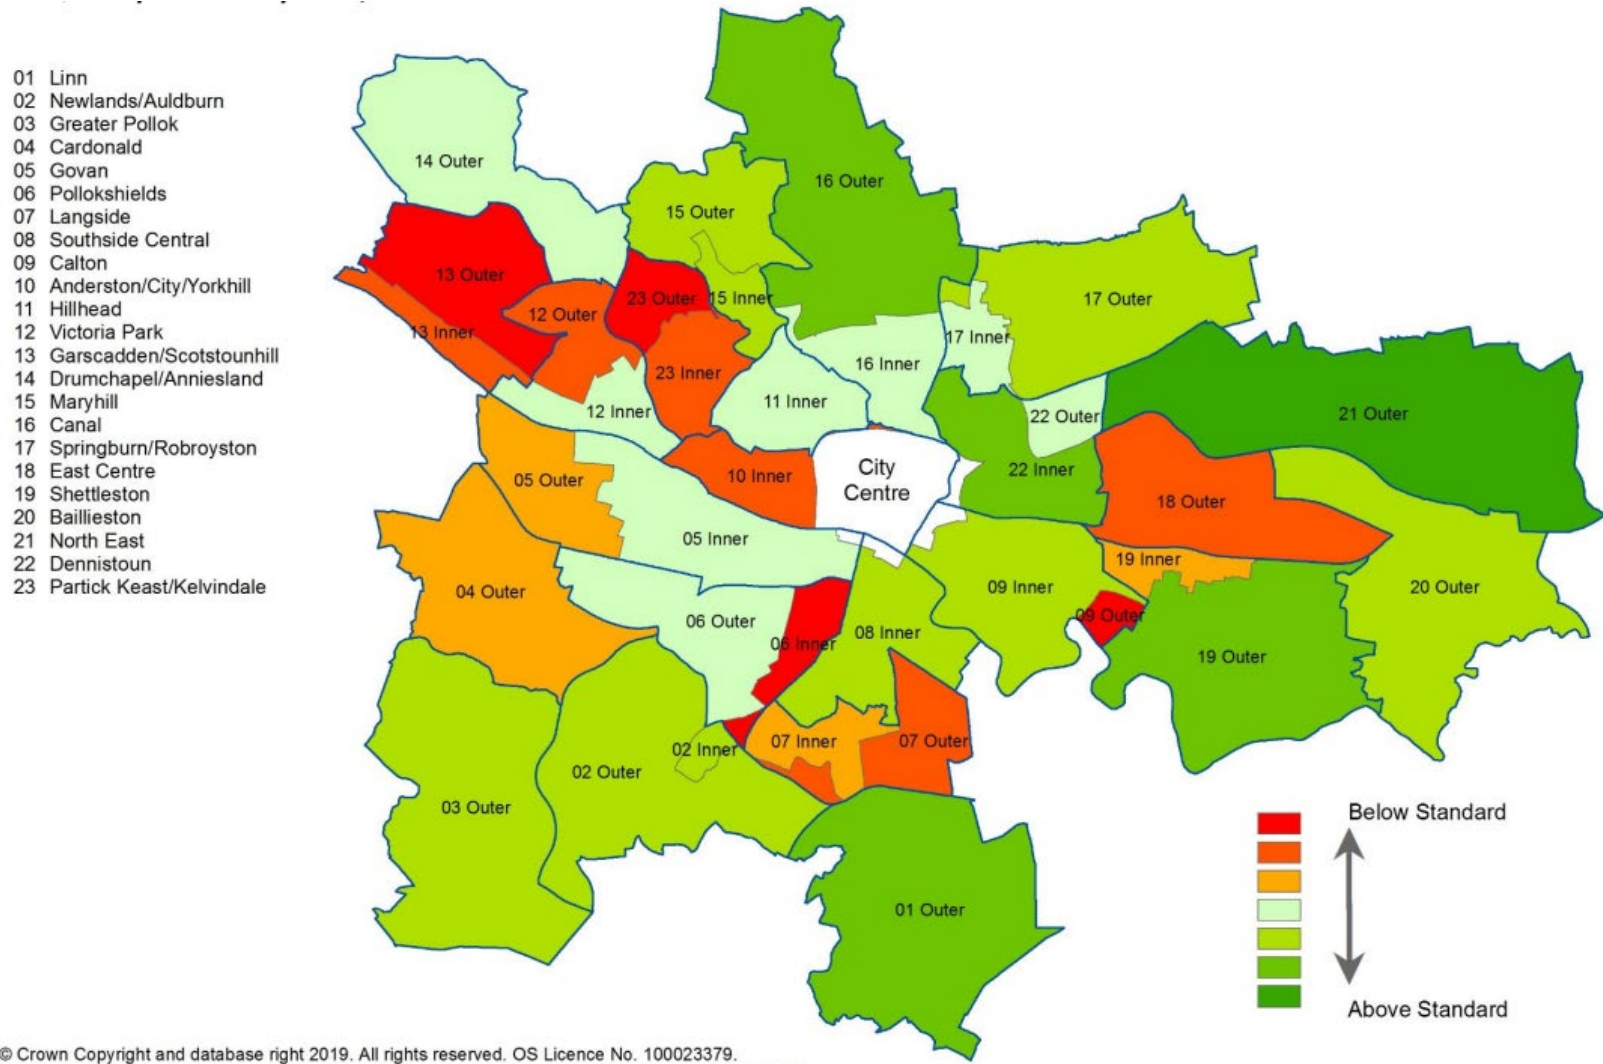 01 Linn
02 Newlands/Auldburn
03 Greater Pollok
04 Cardonald
05 Govan
06 Pollokshields
07 Langside
08 Southside Central
09 Calton
10 Anderston/City/Yorkhill
11 Hillhead
12 Victoria Park
13 Garscadden/Scotstounhill
14 Drumchapel/Anniesland
15 Maryhill
16 Canal
17 Springburn/Robroyston
18 East Centre
19 Shettleston
20 Baillieston
21 North East
22 Dennistoun
23 Partick Keast/Kelvindale
14 Outer
16 Outer
15 Outer
13 Outer
23 Outer
15 Inner
17 Outer
12 Outer
13 Inner
17 Inner
16 Inner
23 Inner
11 Inner
12 Inner
22 Outer
21 Outer
City
Centre
22 Inner
10 Inner
05 Outer
18 Outer
05 Inner
19 Inner
04 Outer
09 Inner
20 Outer
06 Outer
09 Outer
08 Inner
06 Inner
19 Outer
07 Inner
07 Outer
02 Inner
02 Outer
03 Outer
01 Outer
Below Standard
Above Standard
© Crown Copyright and database right 2019. All rights reserved. OS Licence No. 100023379.